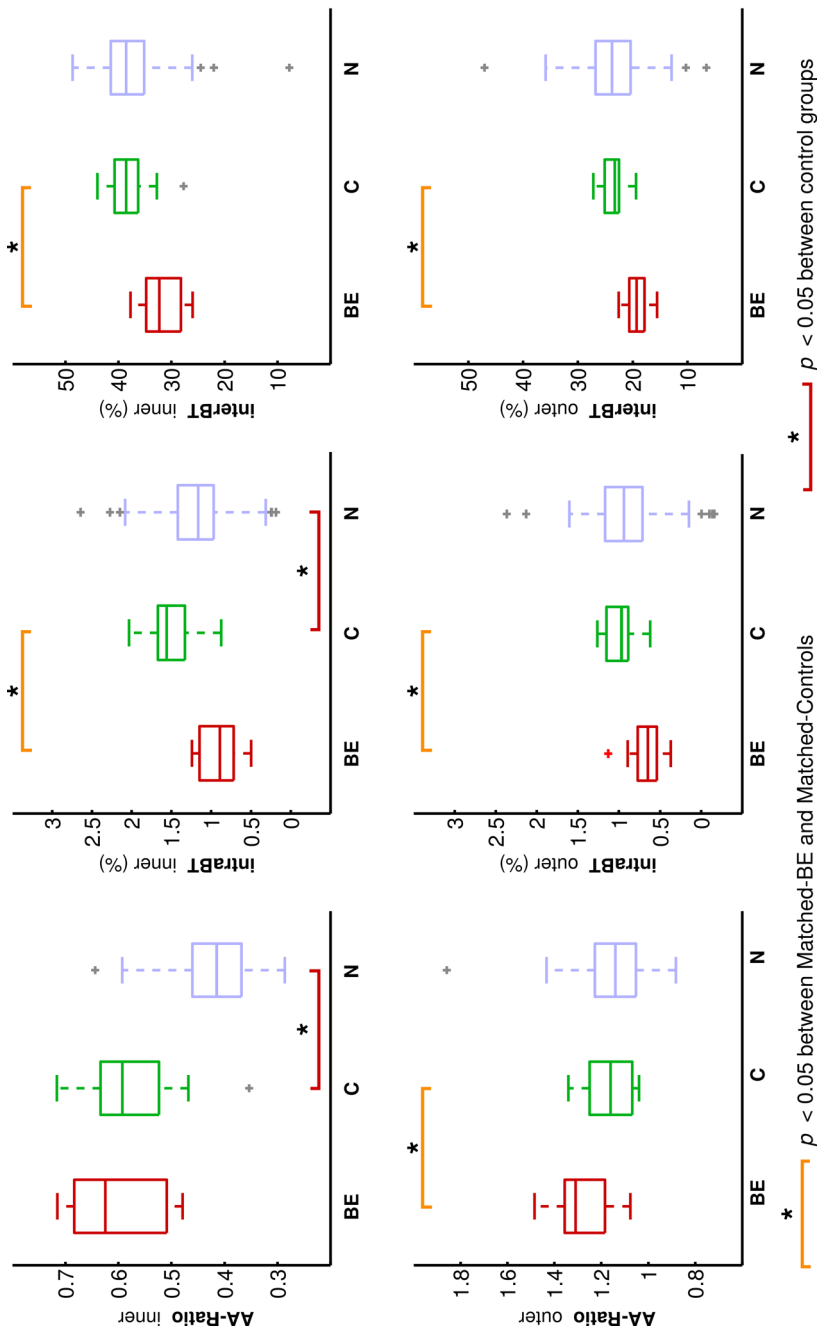 AA-Ratio inner
0.7
0.6
0.5
0.4
0.3
BE
C
N
*
intraBT inner (%)
3
2.5
2
1.5
1
0.5
0
BE
C
N
*
*
interBT inner (%)
50
40
30
20
10
BE
C
N
*
AA-Ratio outer
1.8
1.6
1.4
1.2
1
0.8
BE
C
N
*
intraBT outer (%)
3
2.5
2
1.5
1
0.5
0
BE
C
N
*
interBT outer (%)
50
40
30
20
10
BE
C
N
*
* p < 0.05 between Matched-BE and Matched-Controls
* p < 0.05 between control groups